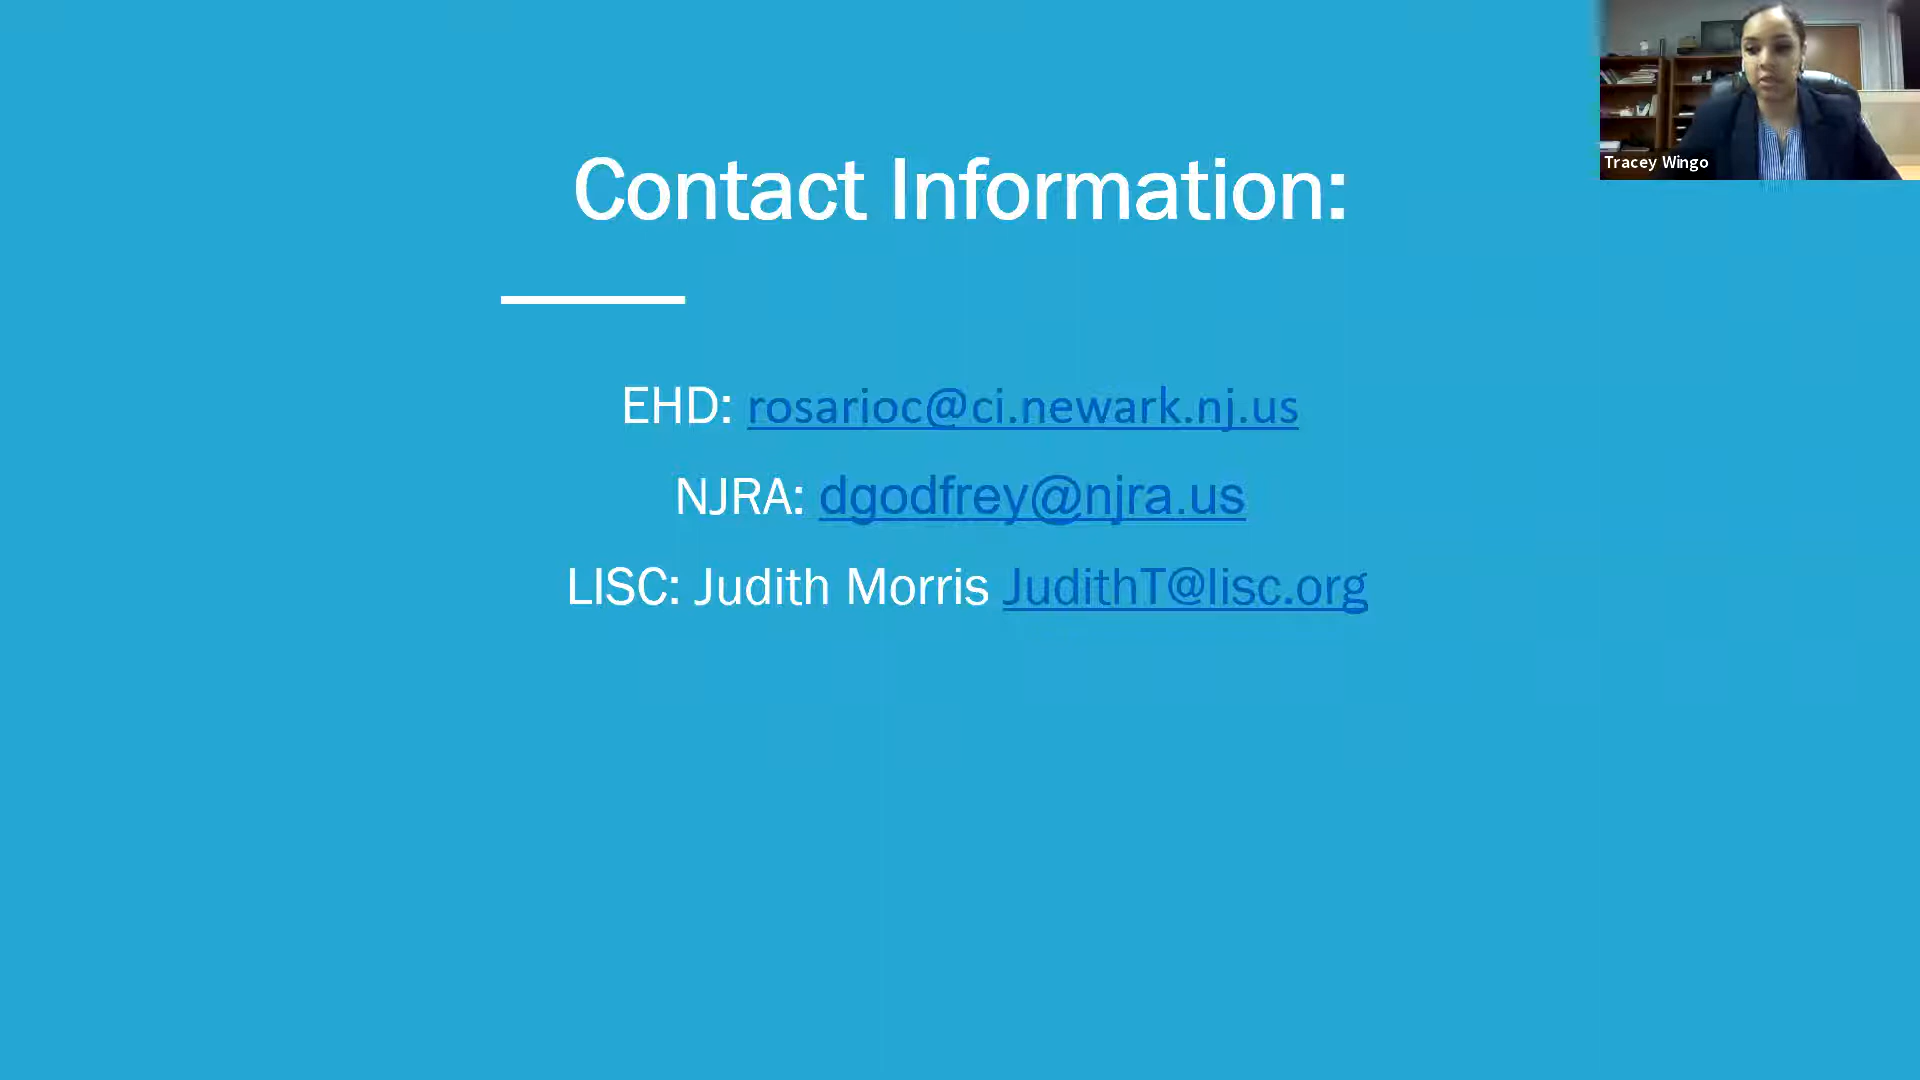 Contact Information:
EHD: rosarioc@ci.newark.nj.us
NJRA: dgodfrey@njra.us
LISC: Judith Morris JudithT@lisc.org
Tracey Wingo